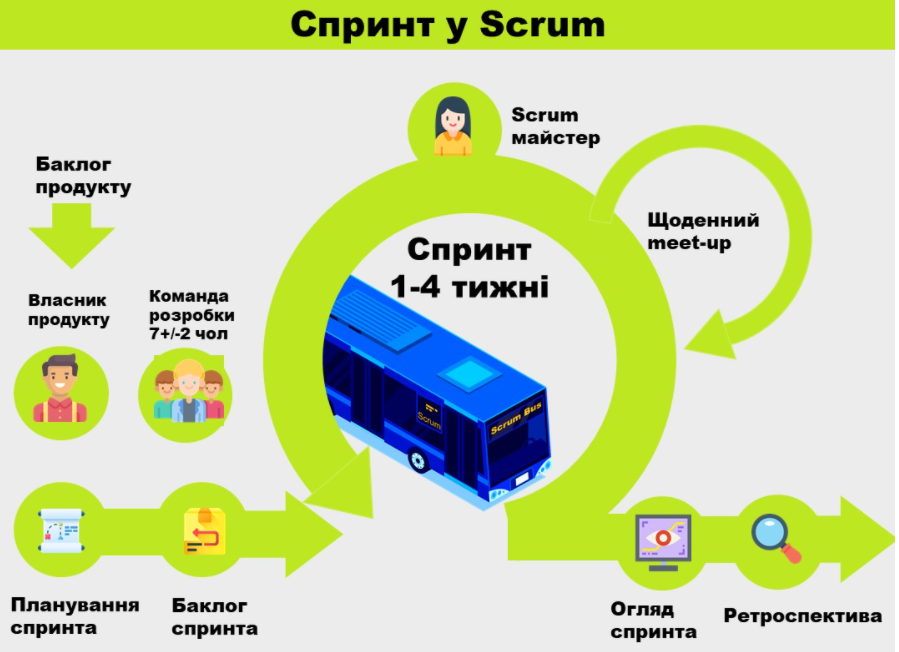 Спринт у Scrum
Scrum
майстер
Баклог
продукту
Щоденний
meet-up
Спринт
1-4 тижні
Власник
продукту
Команда
розробки
7+/-2 чол
Scrum
Scrum Bus
Планування
спринта
Баклог
спринта
Огляд
спринта
Ретроспектива